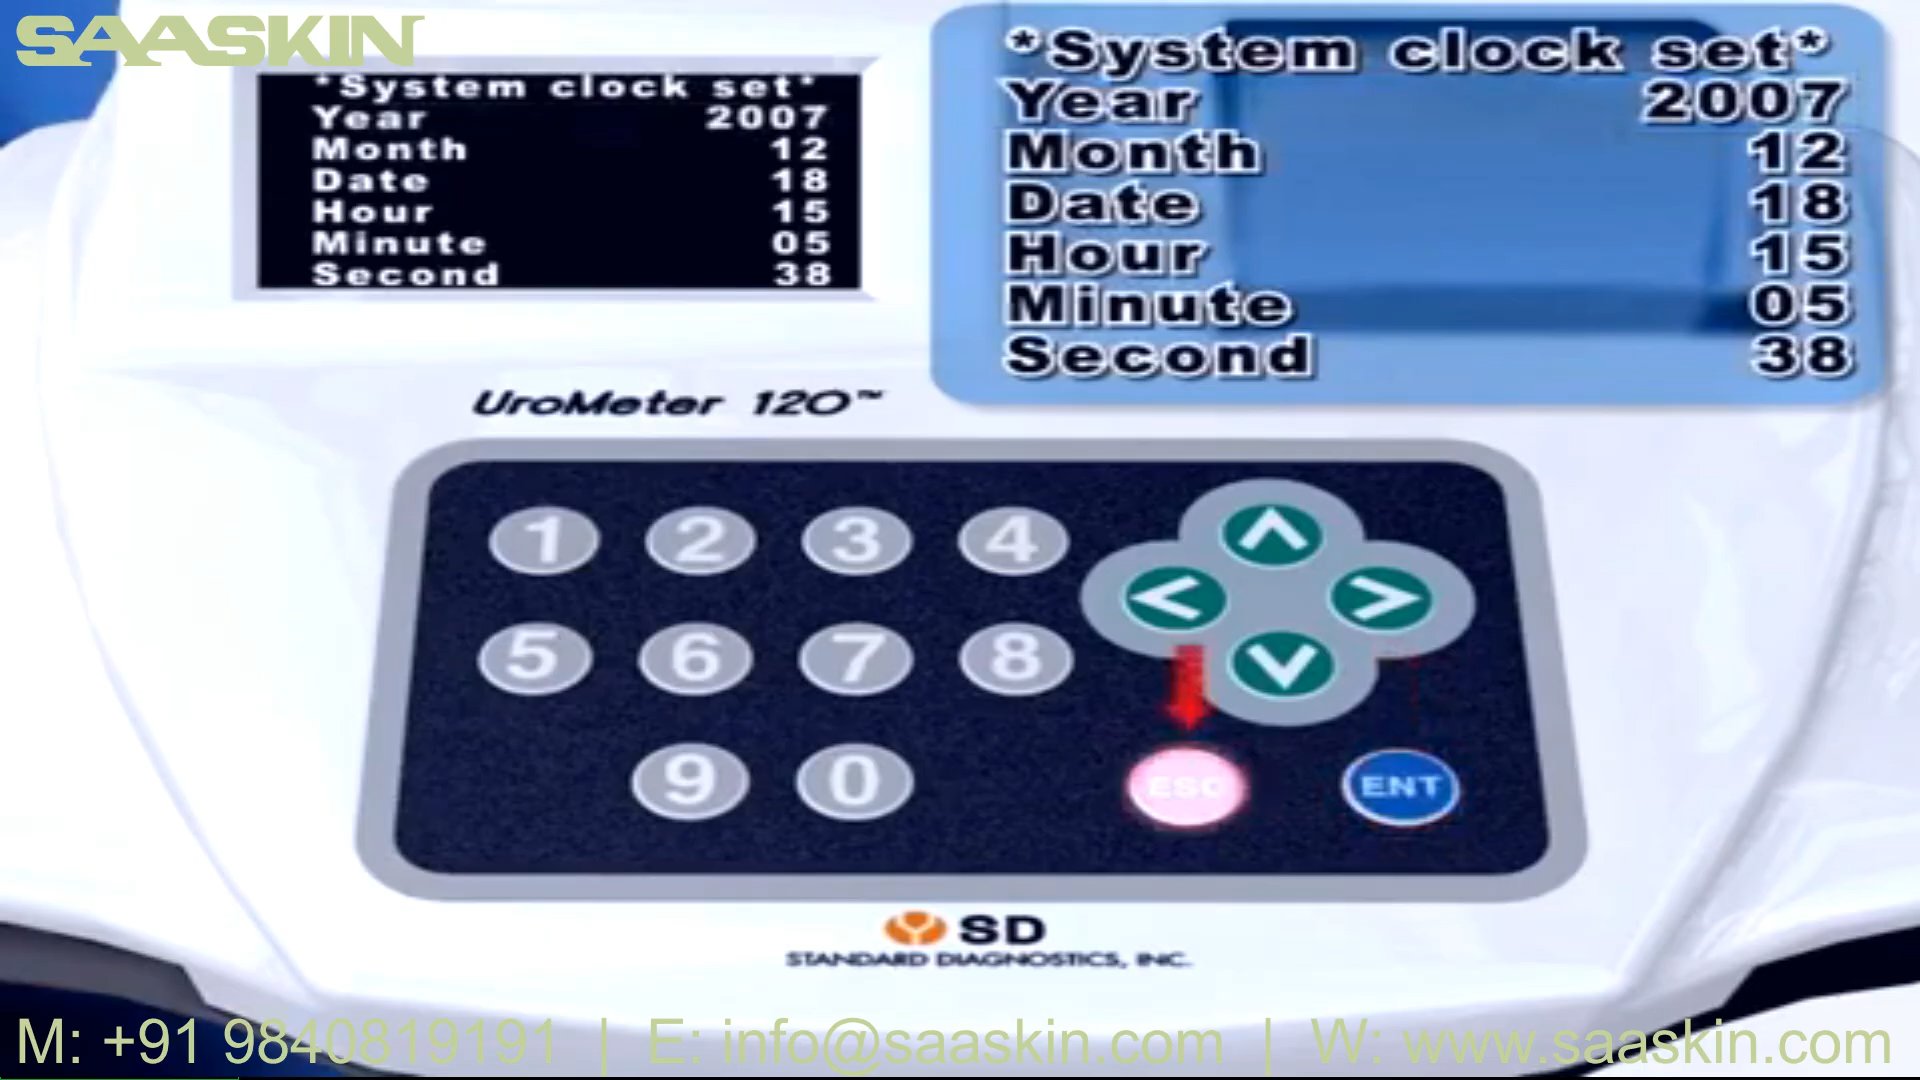 SAASKIN
*System clock set*
Year 2007
Month 12
Date 18
Hour 15
Minute 05
Second 38
*System clock set*
Year 2007
Month 12
Date 18
Hour 15
Minute 05
Second 38
UroMeter 120™
1 2 3 4
5 6 7 8
9 0
ESC ENT
SD
STANDARD DIAGNOSTICS, INC.
M: +91 9840819191 | E: info@saaskin.com | W: www.saaskin.com